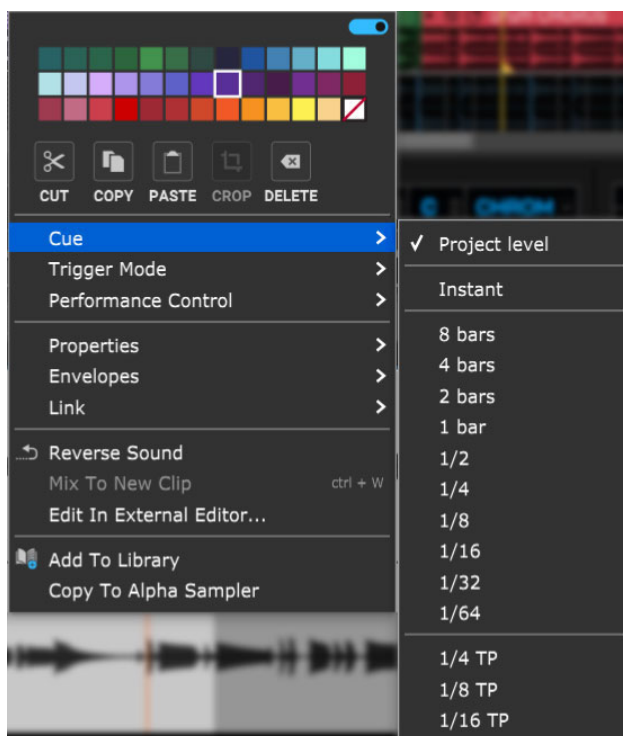 CUT COPY PASTE CROP DELETE
Cue
Trigger Mode
Performance Control
Properties
Envelopes
Link
Reverse Sound
Mix To New Clip ctrl + W
Edit In External Editor...
Add To Library
Copy To Alpha Sampler
C CHROM
✓ Project level
Instant
8 bars
4 bars
2 bars
1 bar
1/2
1/4
1/8
1/16
1/32
1/64
1/4 TP
1/8 TP
1/16 TP